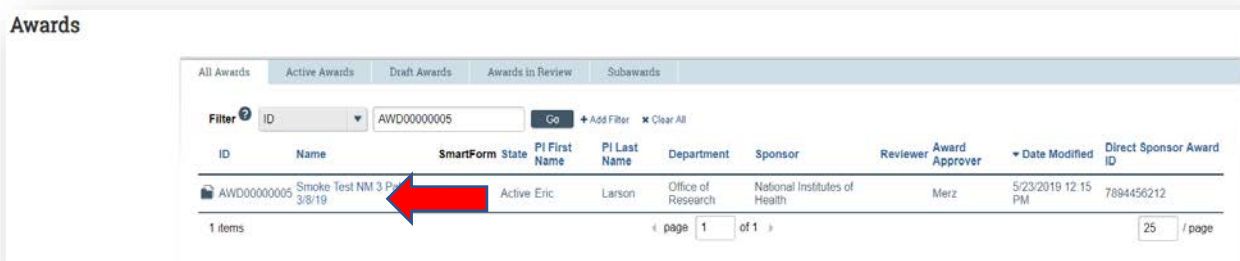 Awards
All Awards Active Awards Draft Awards Awards in Review Subawards
Filter ? ID AWD00000005 Go + Add Filter × Clear All
ID Name SmartForm State PI First Name PI Last Name Department Sponsor Reviewer Award Approver Date Modified Direct Sponsor Award ID
AWD00000005 Smoke Test NM 3 3/8/19 Active Eric Larson Office of Research National Institutes of Health Merz 5/23/2019 12:15 PM 7894456212
1 items page 1 of 1 25 / page